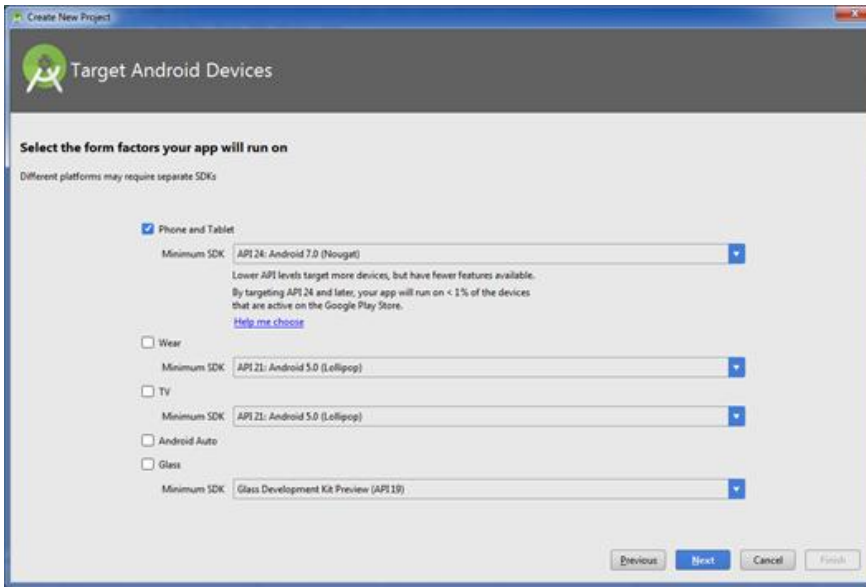 Create New Project
Target Android Devices
Select the form factors your app will run on
Different platforms may require separate SDKs
Phone and Tablet
Minimum SDK API 24: Android 7.0 (Nougat)
Lower API levels target more devices, but have fewer features available.
By targeting API 24 and later, your app will run on < 1% of the devices
that are active on the Google Play Store.
Help me choose
Wear
Minimum SDK API 21: Android 5.0 (Lollipop)
TV
Minimum SDK API 21: Android 5.0 (Lollipop)
Android Auto
Glass
Minimum SDK Glass Development Kit Preview (API 19)
Previous Next Cancel Finish